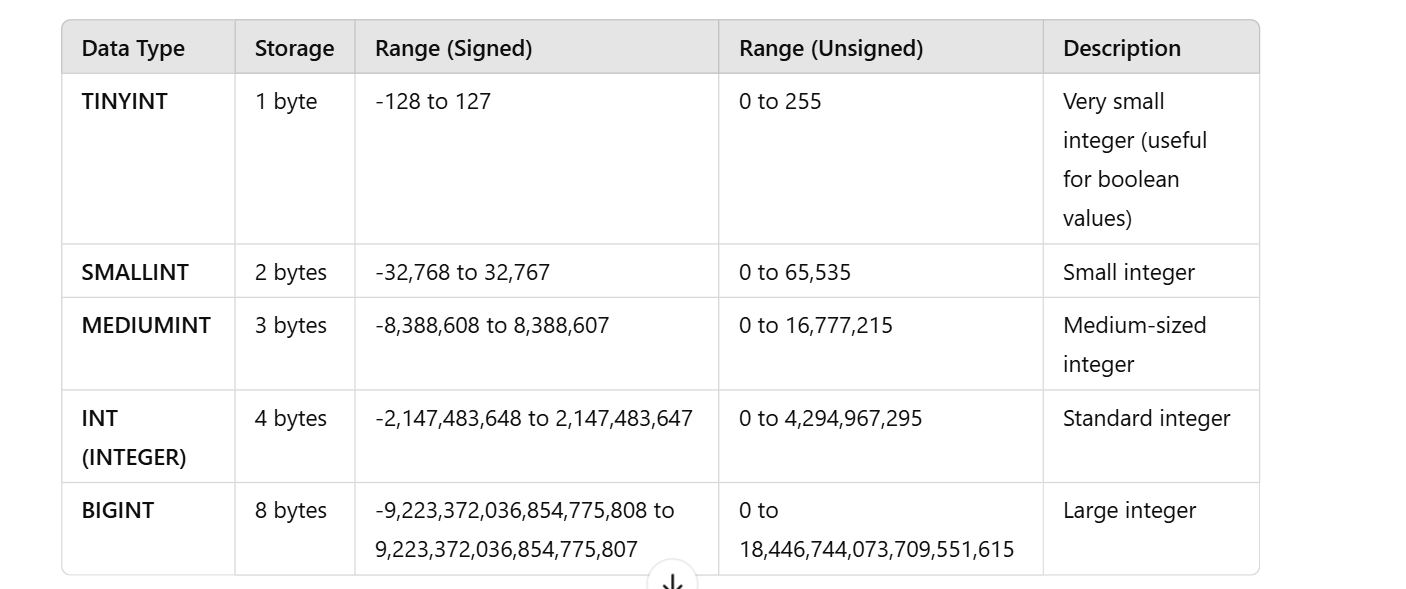 Data Type Storage Range (Signed) Range (Unsigned) Description
TINYINT 1 byte -128 to 127 0 to 255 Very small
integer (useful
for boolean
values)
SMALLINT 2 bytes -32,768 to 32,767 0 to 65,535 Small integer
MEDIUMINT 3 bytes -8,388,608 to 8,388,607 0 to 16,777,215 Medium-sized
integer
INT 4 bytes -2,147,483,648 to 2,147,483,647 0 to 4,294,967,295 Standard integer
(INTEGER)
BIGINT 8 bytes -9,223,372,036,854,775,808 to 0 to Large integer
9,223,372,036,854,775,807 18,446,744,073,709,551,615